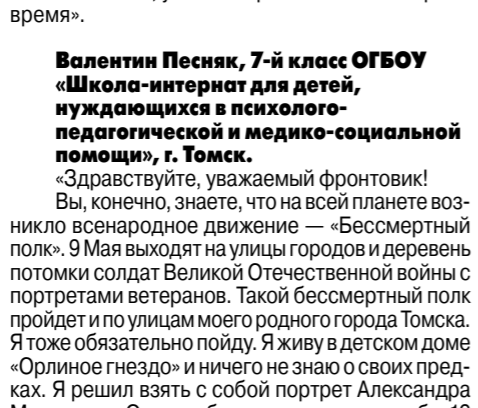 время».
Валентин Песняк, 7-й класс ОГБОУ
«Школа-интернат для детей,
нуждающихся в психолого-
педагогической и медико-социальной
помощи», г. Томск.
«Здравствуйте, уважаемый фронтовик!
Вы, конечно, знаете, что на всей планете воз-
никло всенародное движение — «Бессмертный
полк». 9 Мая выходят на улицы городов и деревень
потомки солдат Великой Отечественной войны с
портретами ветеранов. Такой бессмертный полк
пройдет и по улицам моего родного города Томска.
Я тоже обязательно пойду. Я живу в детском доме
«Орлиное гнездо» и ничего не знаю о своих пред-
ках. Я решил взять с собой портрет Александра